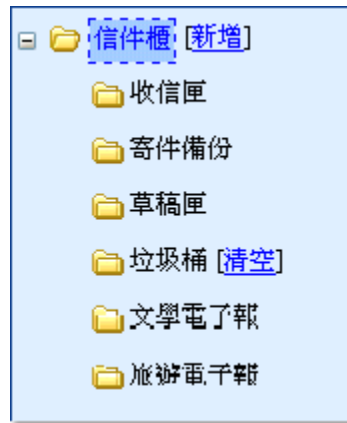 信件櫃 [新增]
收信匣
寄件備份
草稿匣
垃圾桶 [清空]
文學電子報
旅遊電子報